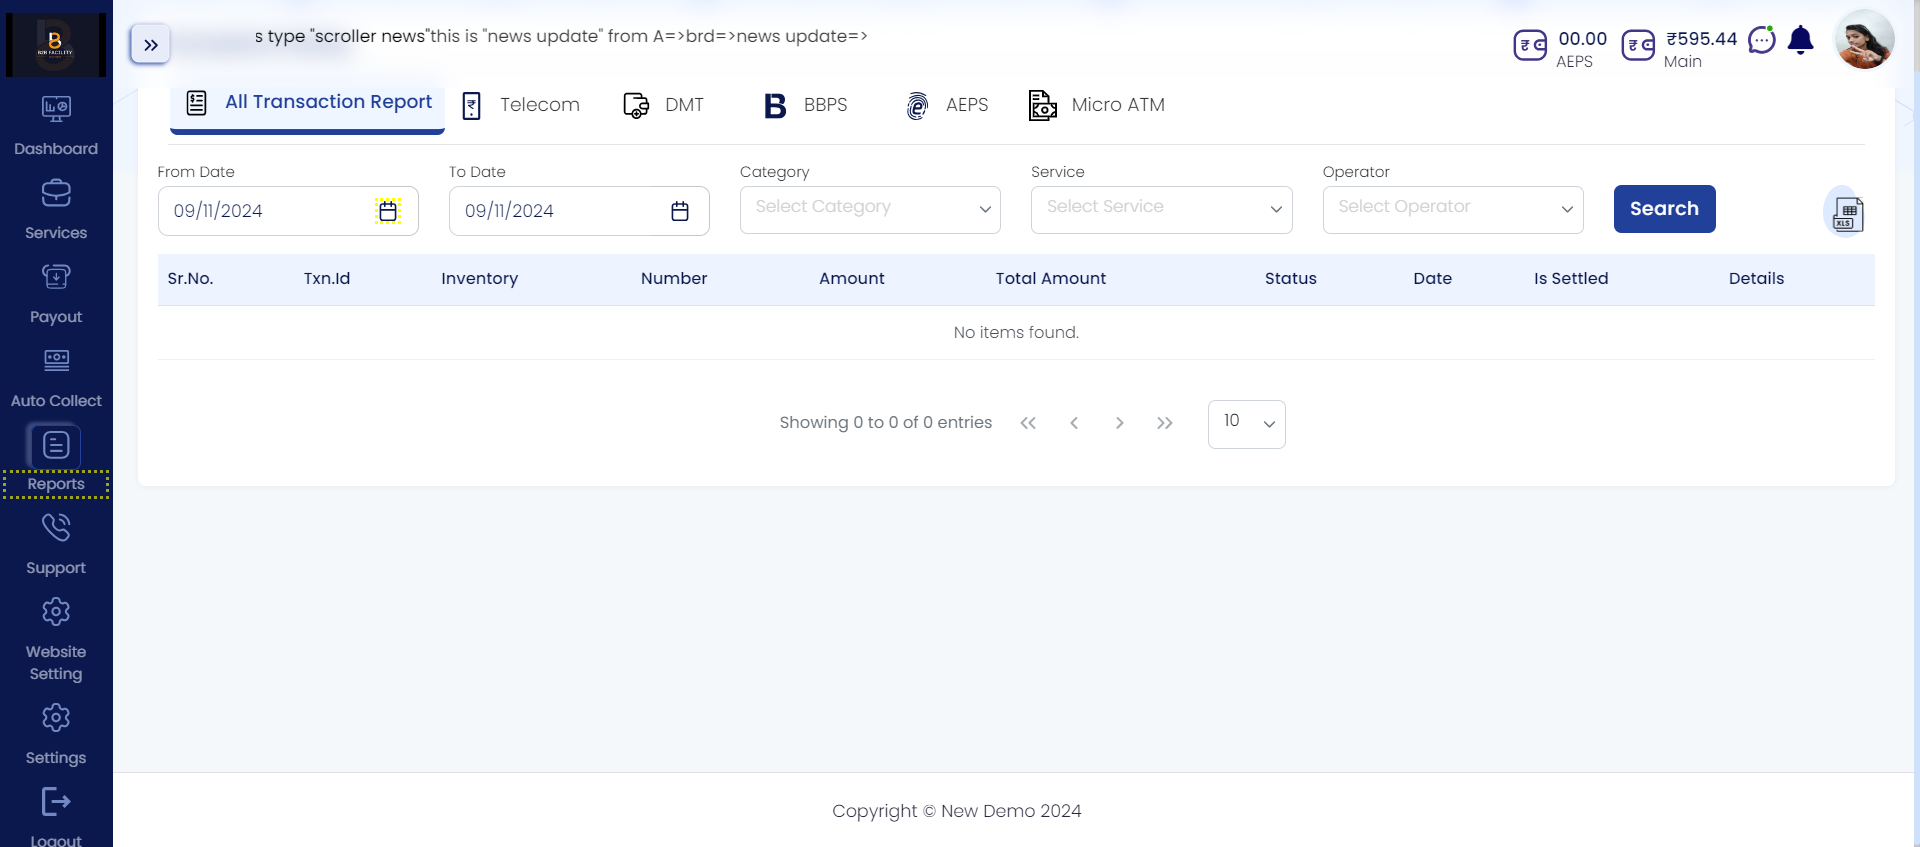 s type "scroller news"this is "news update" from A=>brd=>news update=>
₹ 00.00
AEPS
₹ ₹595.44
Main
B2B FACILITY
Dashboard
Services
Payout
Auto Collect
Reports
Support
Website
Setting
Settings
Logout
All Transaction Report
Telecom
DMT
B BBPS
AEPS
Micro ATM
From Date
To Date
Category
Service
Operator
09/11/2024
09/11/2024
Select Category
Select Service
Select Operator
Search
XLS
Sr.No. Txn.Id Inventory Number Amount Total Amount Status Date Is Settled Details
No items found.
Showing 0 to 0 of 0 entries
10
Copyright © New Demo 2024